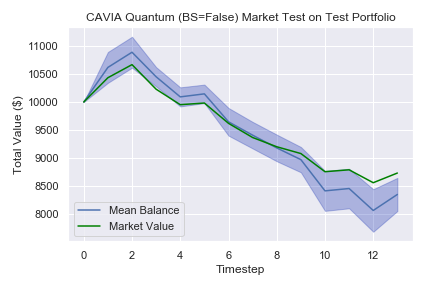 CAVIA Quantum (BS=False) Market Test on Test Portfolio
11000
10500
10000
9500
9000
8500
8000
Total Value ($)
Mean Balance
Market Value
0 2 4 6 8 10 12
Timestep